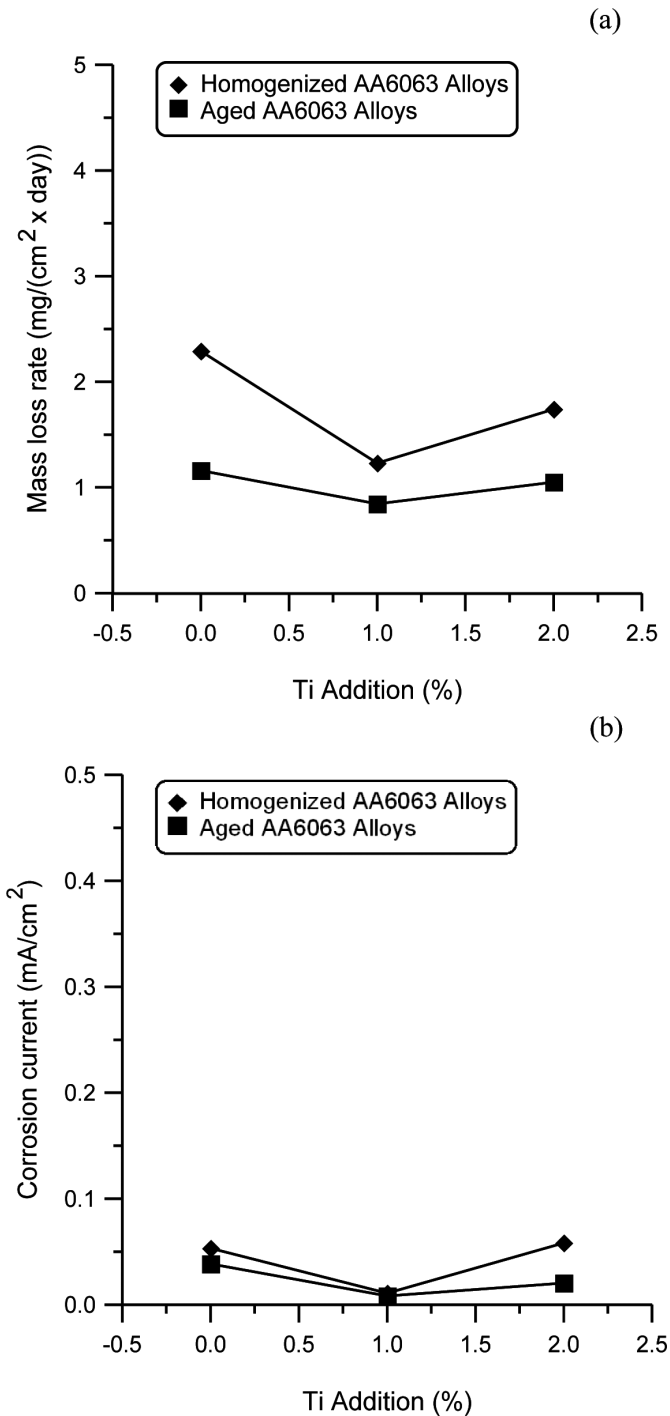 (a)
5
4
3
2
1
0
Mass loss rate (mg/(cm² x day))
Homogenized AA6063 Alloys
Aged AA6063 Alloys
-0.5 0.0 0.5 1.0 1.5 2.0 2.5
Ti Addition (%)
(b)
0.5
0.4
0.3
0.2
0.1
0.0
Corrosion current (mA/cm²)
Homogenized AA6063 Alloys
Aged AA6063 Alloys
-0.5 0.0 0.5 1.0 1.5 2.0 2.5
Ti Addition (%)